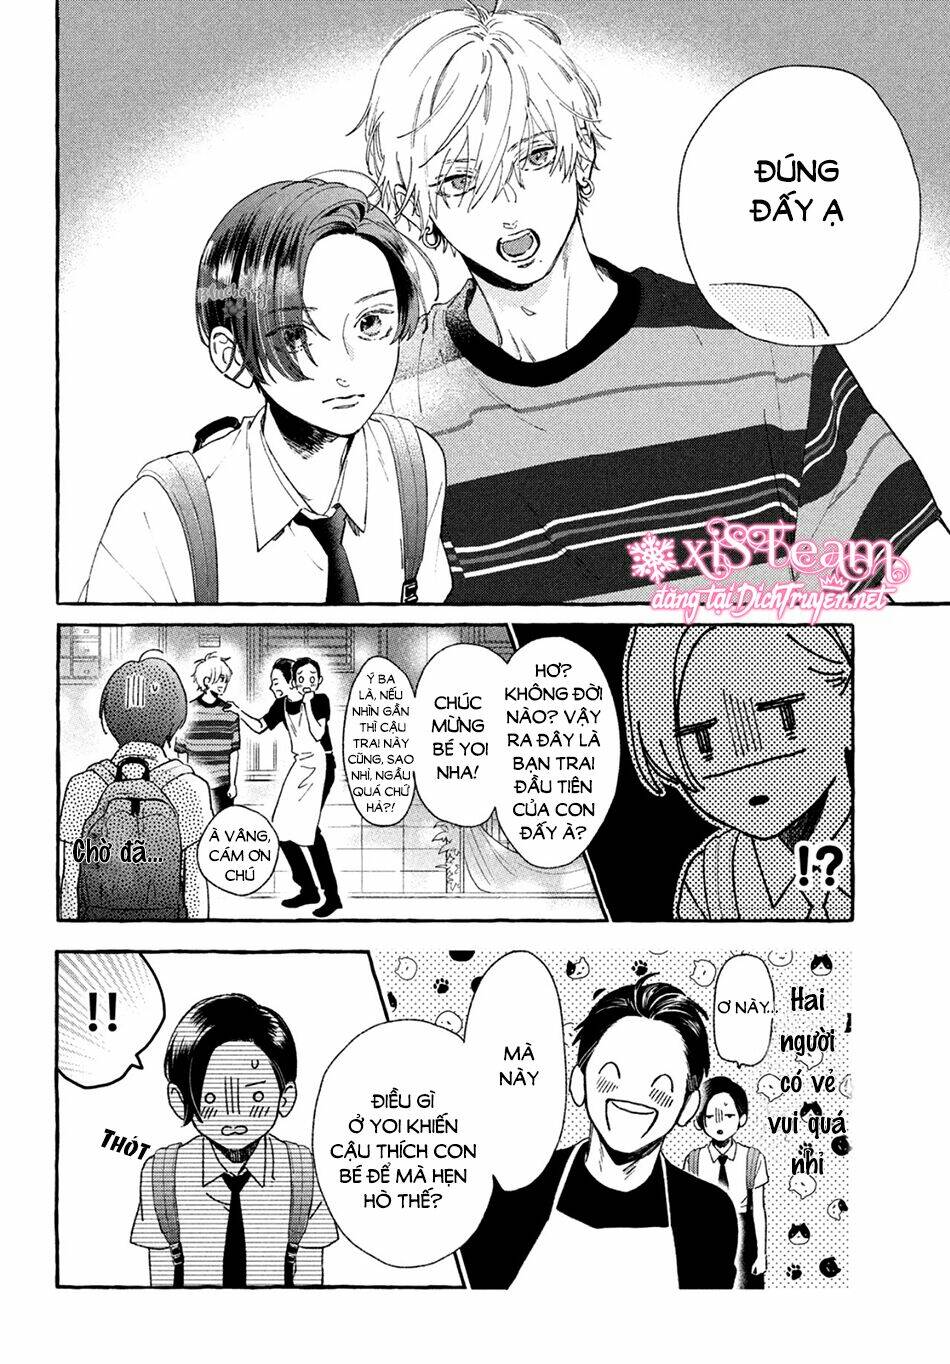 ĐỨNG
ĐẤY Ạ
xiSTeam
đăng tại DichTruyen.net
HƠ?
KHÔNG ĐỜI
NÀO? VẬY
RA ĐÂY LÀ
BẠN TRAI
ĐẦU TIÊN
CỦA CON
ĐẤY À?
!?
CHÚC
MỪNG
BÉ YOI
NHA!
Ý BA
LÀ, NẾU
NHÌN GẦN
THÌ CẬU
TRAI NÀY
CŨNG, SAO
NHỈ, NGẦU
QUÁ CHỨ
HẢ?!
À VÂNG,
CÁM ƠN
CHÚ
Chờ đã...
Hai
người
có vẻ
vui quá
nhỉ
Ơ NÀY...
MÀ
NÀY
ĐIỀU GÌ
Ở YOI KHIẾN
CẬU THÍCH CON
BÉ ĐỂ MÀ HẸN
HÒ THẾ?
!!
THÓT